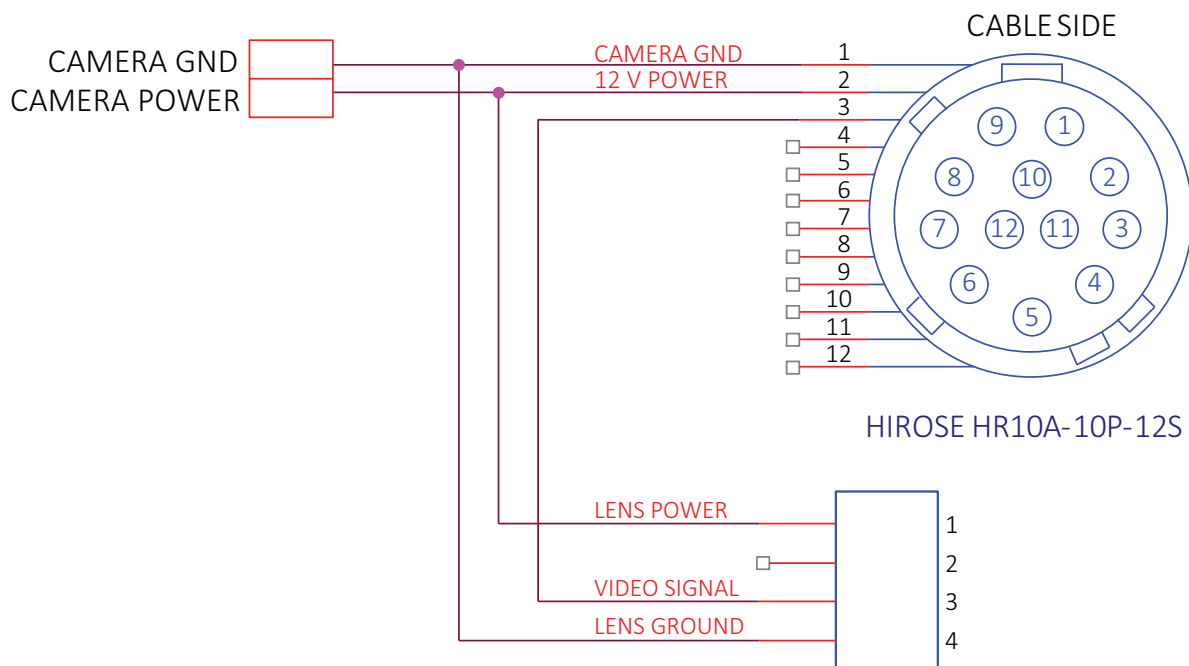 CABLE SIDE
CAMERA GND
CAMERA POWER
CAMERA GND
12 V POWER
1
2
3
4
5
6
7
8
9
10
11
12
9 1
8 10 2
7 12 11 3
6 4
5
HIROSE HR10A-10P-12S
LENS POWER
1
2
VIDEO SIGNAL
3
LENS GROUND
4